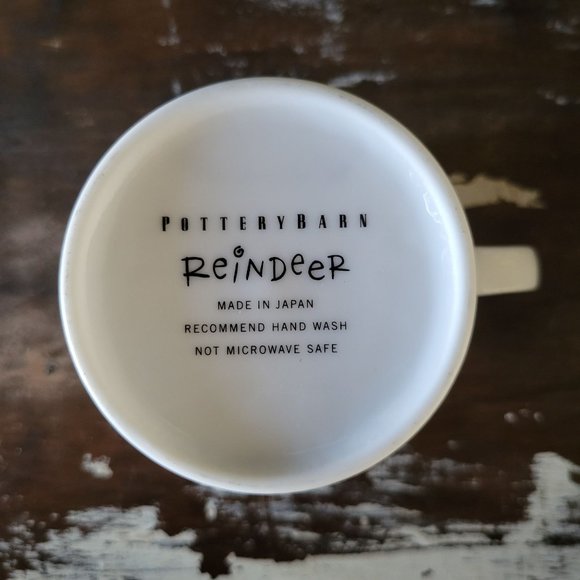 POTTERYBARN
ReiNDeeR
MADE IN JAPAN
RECOMMEND HAND WASH
NOT MICROWAVE SAFE